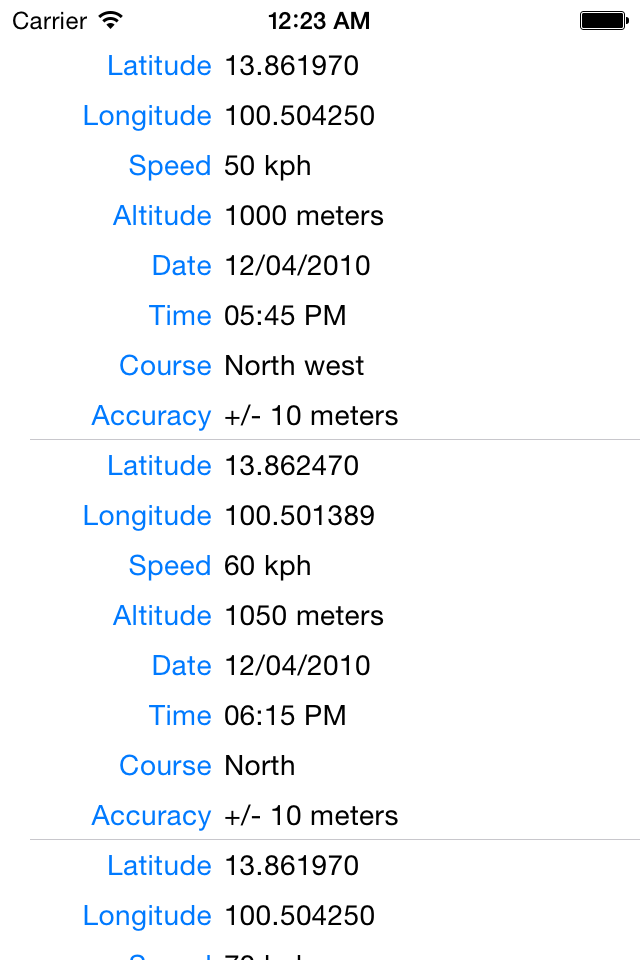 Carrier 12:23 AM
Latitude 13.861970
Longitude 100.504250
Speed 50 kph
Altitude 1000 meters
Date 12/04/2010
Time 05:45 PM
Course North west
Accuracy +/- 10 meters
Latitude 13.862470
Longitude 100.501389
Speed 60 kph
Altitude 1050 meters
Date 12/04/2010
Time 06:15 PM
Course North
Accuracy +/- 10 meters
Latitude 13.861970
Longitude 100.504250